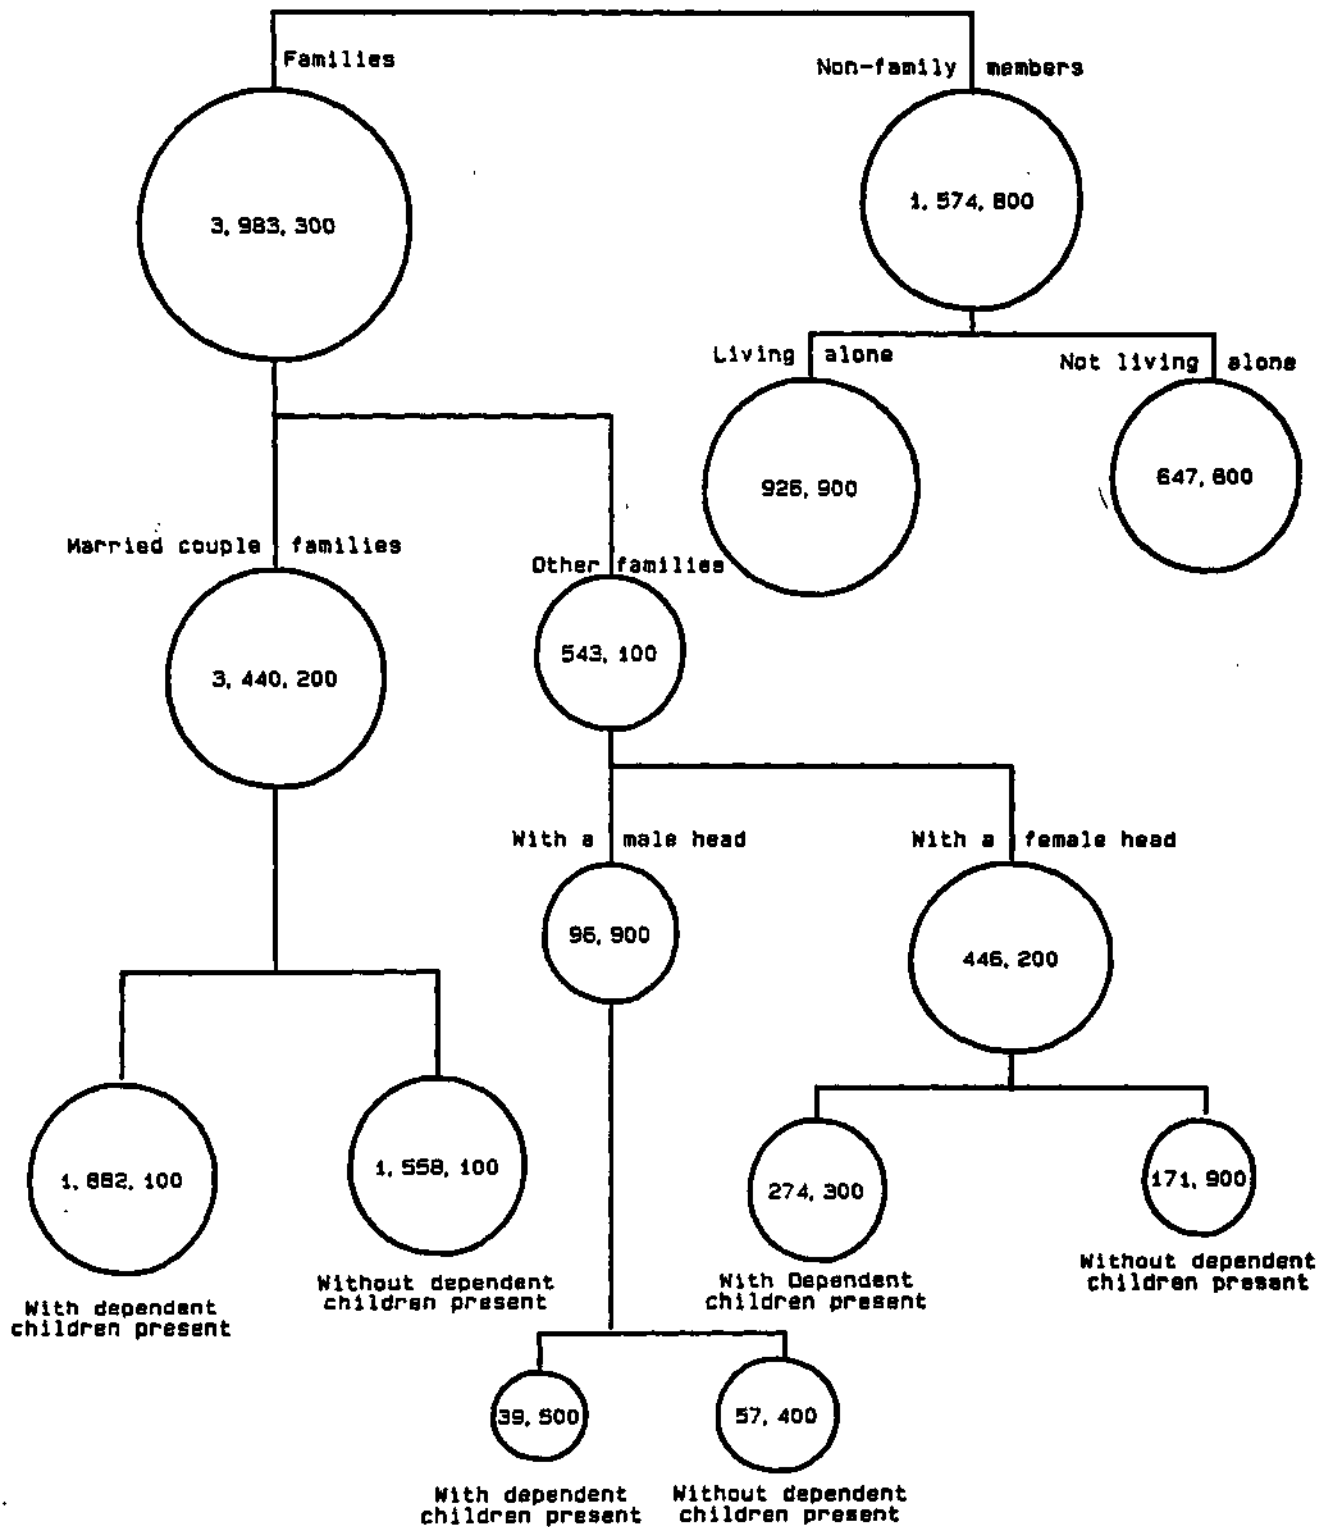 Families
Non-family members
3, 983, 300
1, 574, 800
Living alone
Not living alone
926, 900
647, 800
Married couple families
Other families
3, 440, 200
543, 100
With a male head
With a female head
96, 900
446, 200
1, 882, 100
1, 558, 100
274, 300
171, 900
With dependent
children present
Without dependent
children present
With Dependent
children present
Without dependent
children present
39, 500
57, 400
With dependent
children present
Without dependent
children present